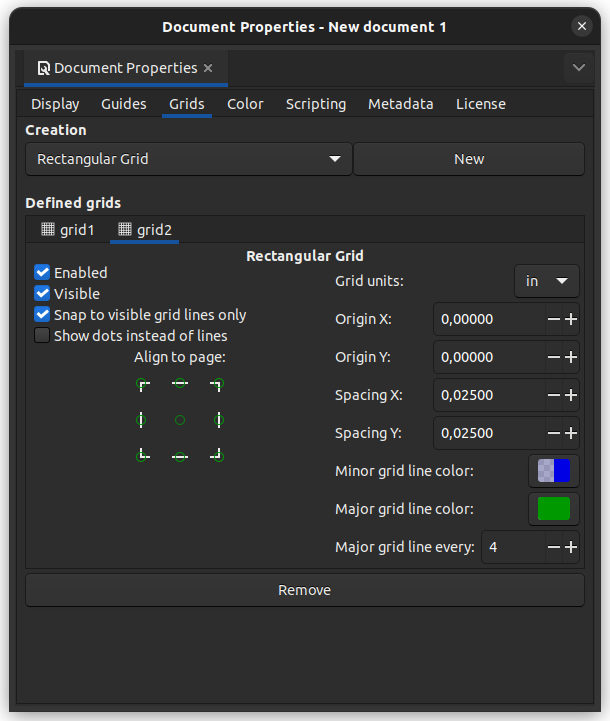 Document Properties - New document 1
Document Properties
Display Guides Grids Color Scripting Metadata License
Creation
Rectangular Grid New
Defined grids
grid1 grid2
Rectangular Grid
Enabled
Visible
Snap to visible grid lines only
Show dots instead of lines
Align to page:
Grid units: in
Origin X: 0,00000
Origin Y: 0,00000
Spacing X: 0,02500
Spacing Y: 0,02500
Minor grid line color:
Major grid line color:
Major grid line every: 4
Remove